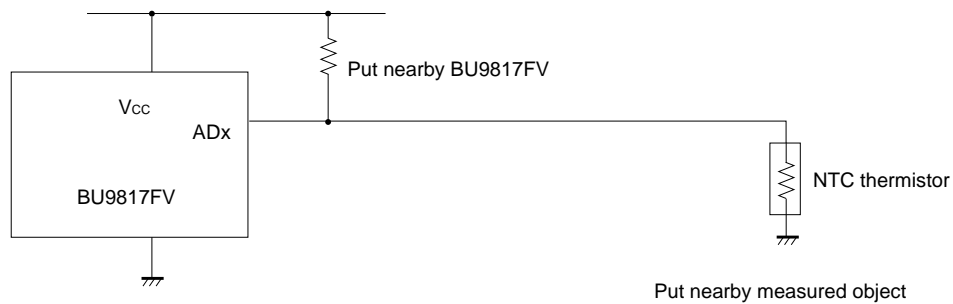 Put nearby BU9817FV
Vcc
ADx
BU9817FV
NTC thermistor
Put nearby measured object